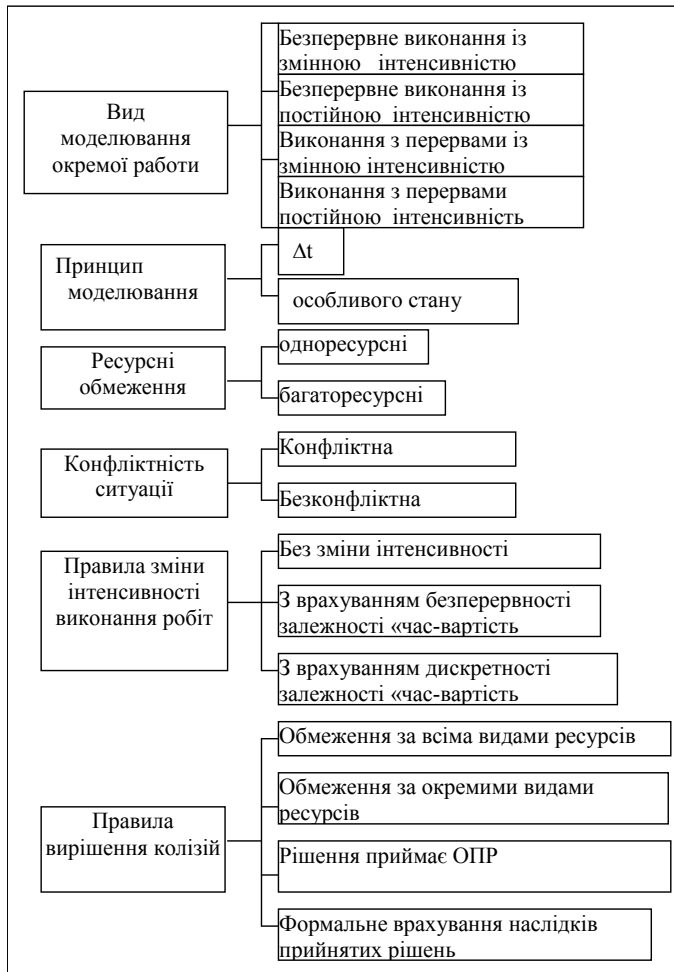 Вид
моделювання
окремої работи
Безперервне виконання із
змінною інтенсивністю
Безперервне виконання із
постійною інтенсивністю
Виконання з перервами із
змінною інтенсивністю
Виконання з перервами
постійною інтенсивність
Принцип
моделювання
Δt
особливого стану
Ресурсні
обмеження
одноресурсні
багаторесурсні
Конфліктність
ситуації
Конфліктна
Безконфліктна
Правила зміни
інтенсивності
виконання робіт
Без зміни інтенсивності
З врахуванням безперервності
залежності «час-вартість
З врахуванням дискретності
залежності «час-вартість
Правила
вирішення колізій
Обмеження за всіма видами ресурсів
Обмеження за окремими видами
ресурсів
Рішення приймає ОПР
Формальне врахування наслідків
прийнятих рішень